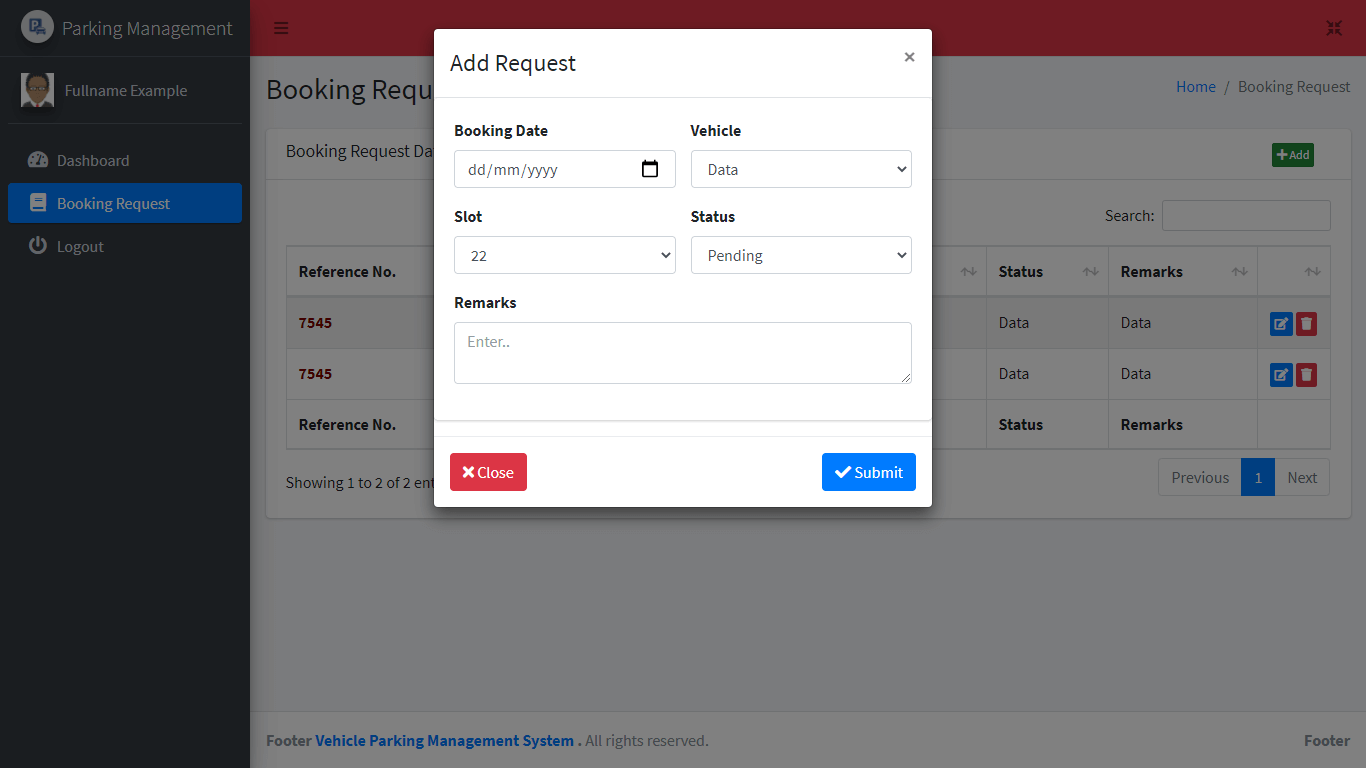 Parking Management
Fullname Example
Dashboard
Booking Request
Logout
Booking Requ
Home / Booking Request
Booking Request Da
Add
Search:
Reference No. Status Remarks
7545 Data Data
7545 Data Data
Reference No. Status Remarks
Showing 1 to 2 of 2 ent
Previous 1 Next
Add Request ×
Booking Date Vehicle
dd/mm/yyyy Data
Slot Status
22 Pending
Remarks
Enter..
Close Submit
Footer Vehicle Parking Management System . All rights reserved. Footer